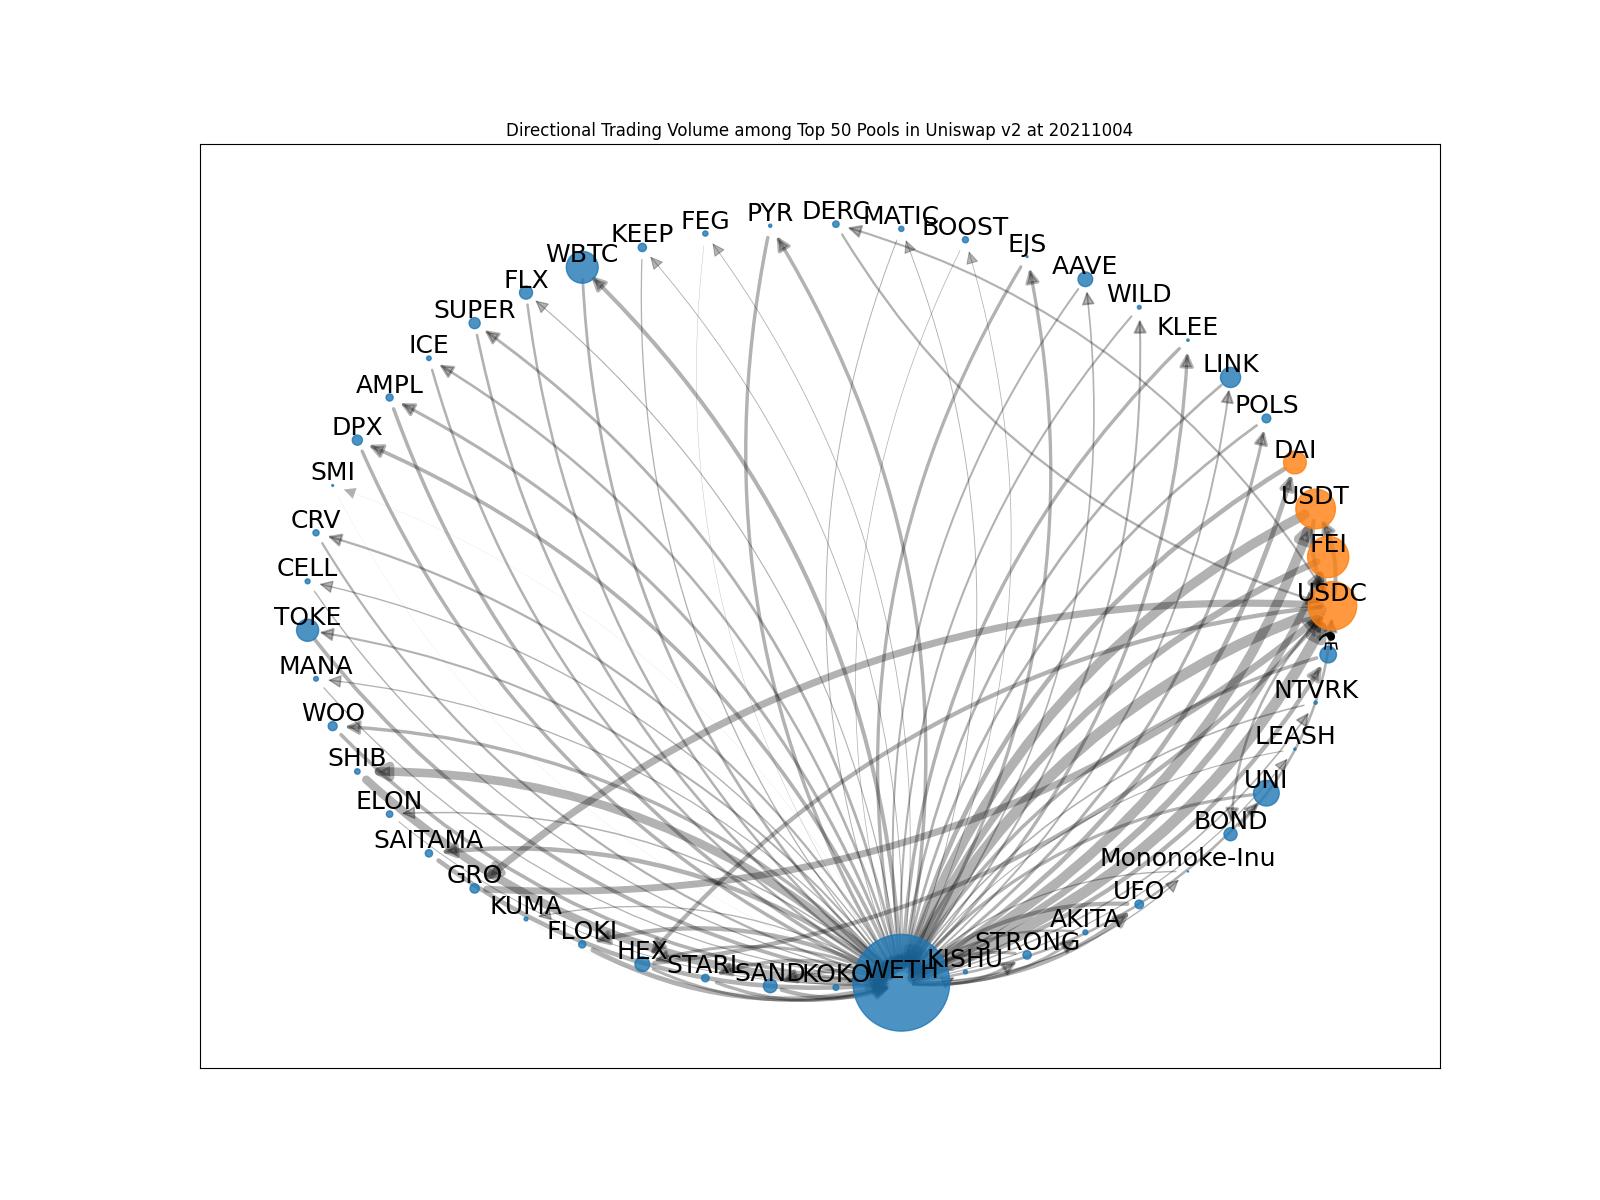 Directional Trading Volume among Top 50 Pools in Uniswap v2 at 20211004
PYR
DERC
MATIC
FEG
BOOST
KEEP
EJS
WBTC
AAVE
FLX
WILD
SUPER
KLEE
ICE
LINK
AMPL
POLS
DPX
DAI
SMI
USDT
CRV
FEI
CELL
USDC
TOKE
MANA
NTVRK
WOO
LEASH
SHIB
UNI
ELON
BOND
SAITAMA
Mononoke-Inu
GRO
UFO
KUMA
AKITA
FLOKI
STRONG
HEX
KISHU
STARL
SAND
KOKO
WETH